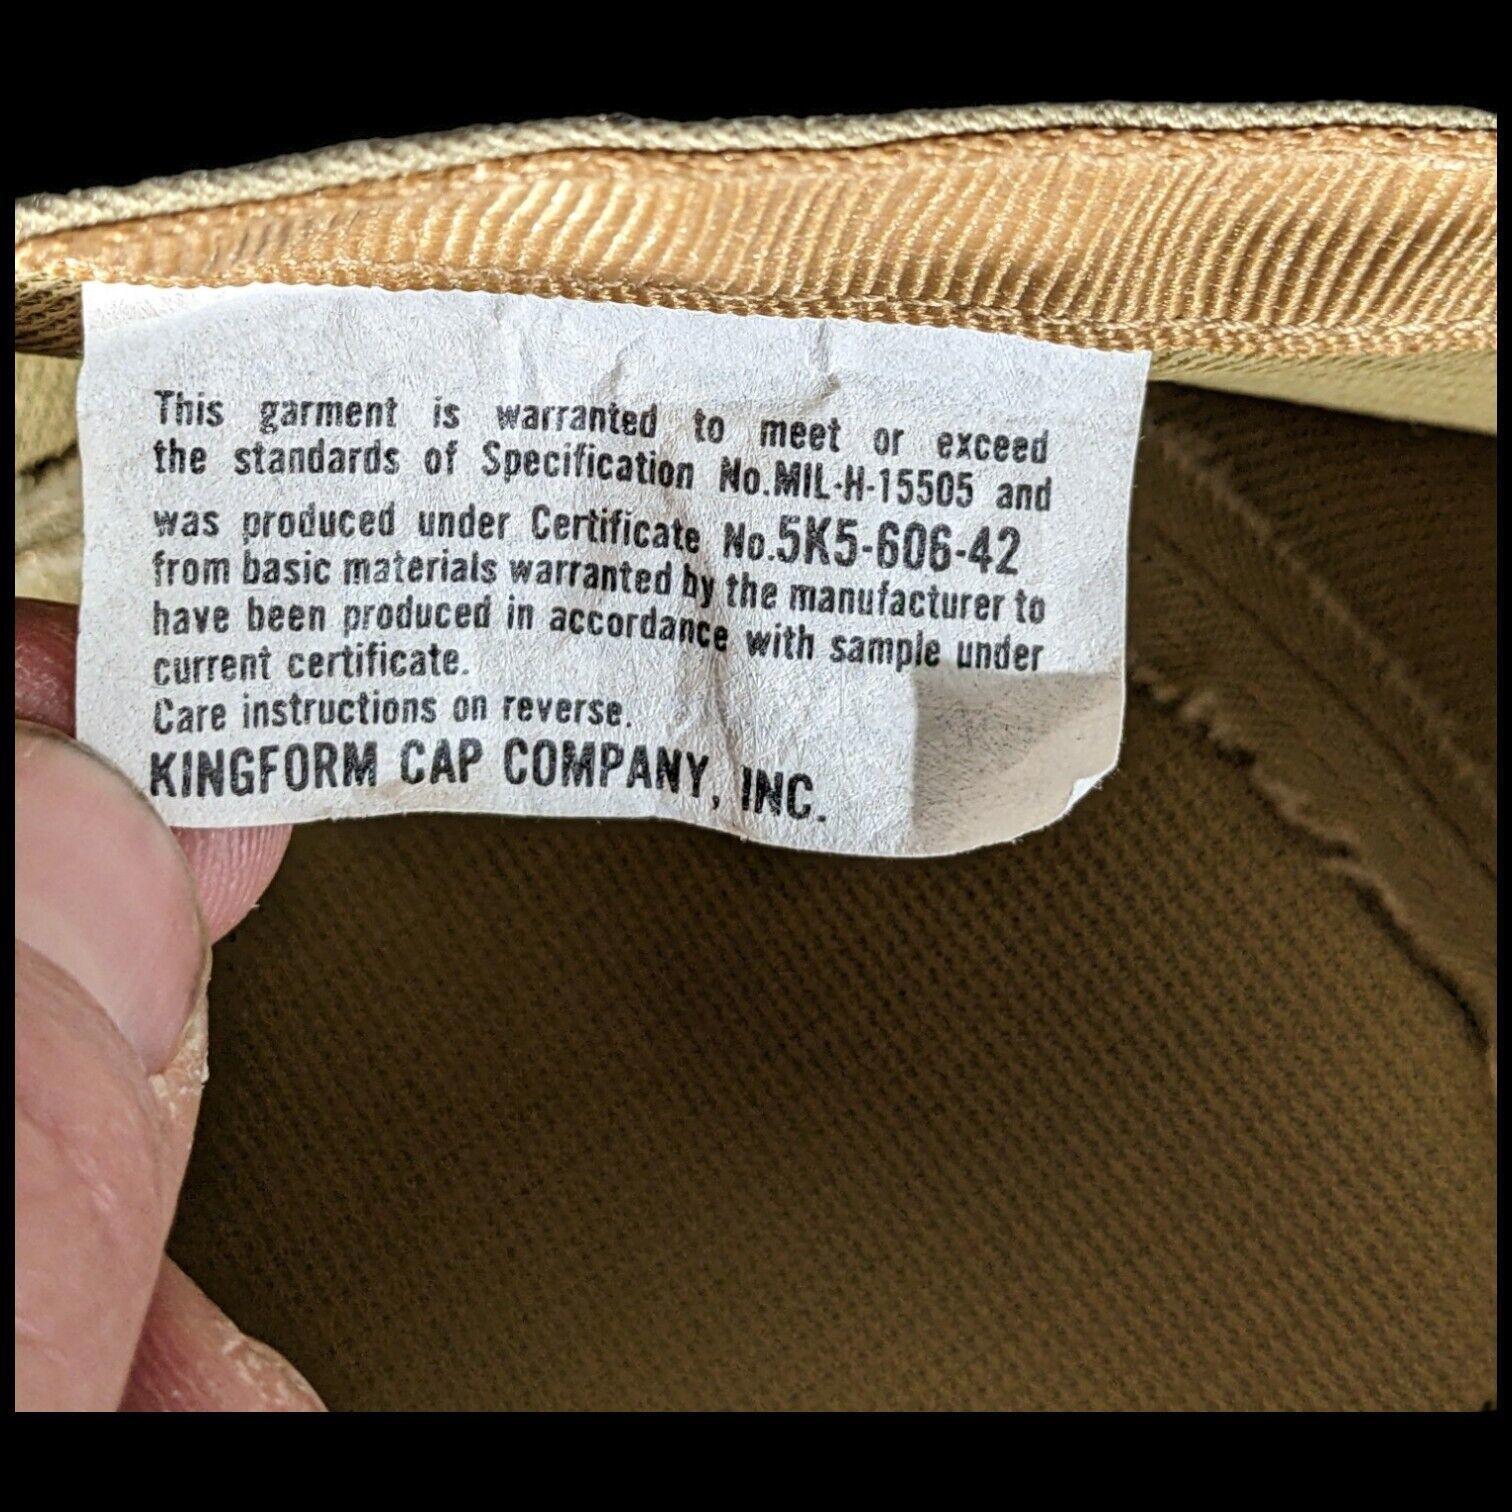 This garment is warranted to meet or exceed
the standards of Specification No.MIL-H-15505 and
was produced under Certificate No.5K5-606-42
from basic materials warranted by the manufacturer to
have been produced in accordance with sample under
current certificate.
Care instructions on reverse.
KINGFORM CAP COMPANY, INC.